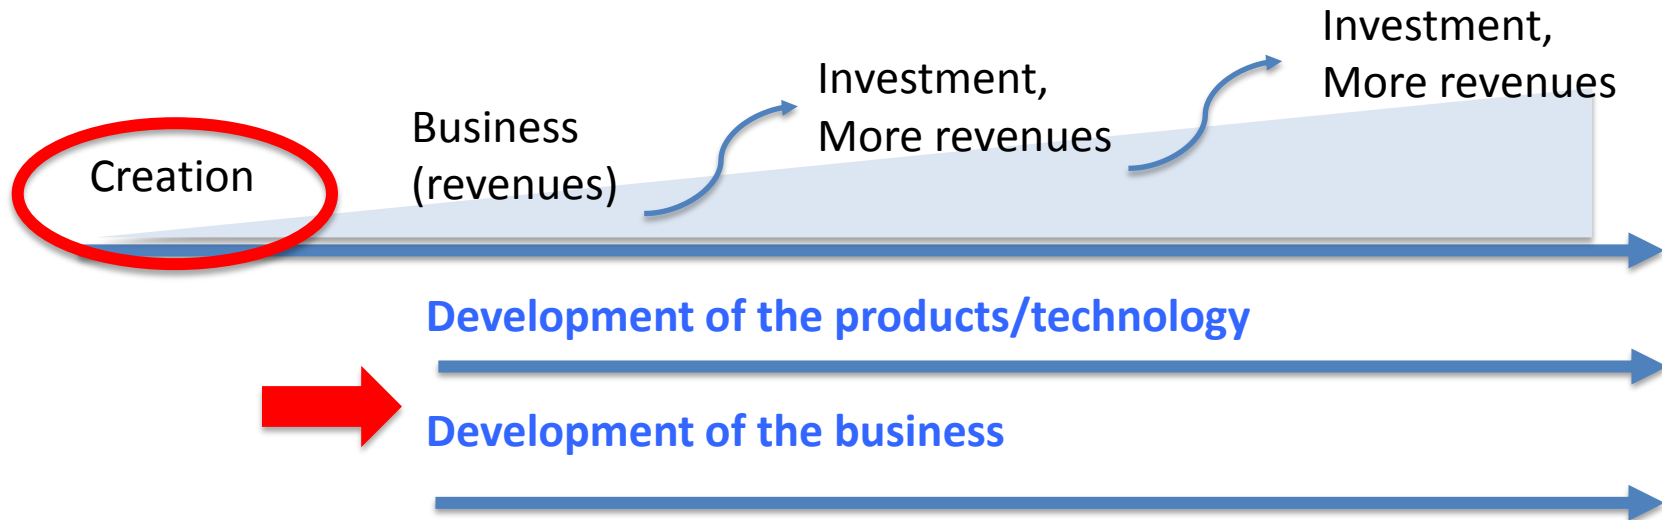 Creation
Business
(revenues)
Investment,
More revenues
Investment,
More revenues
Development of the products/technology
Development of the business